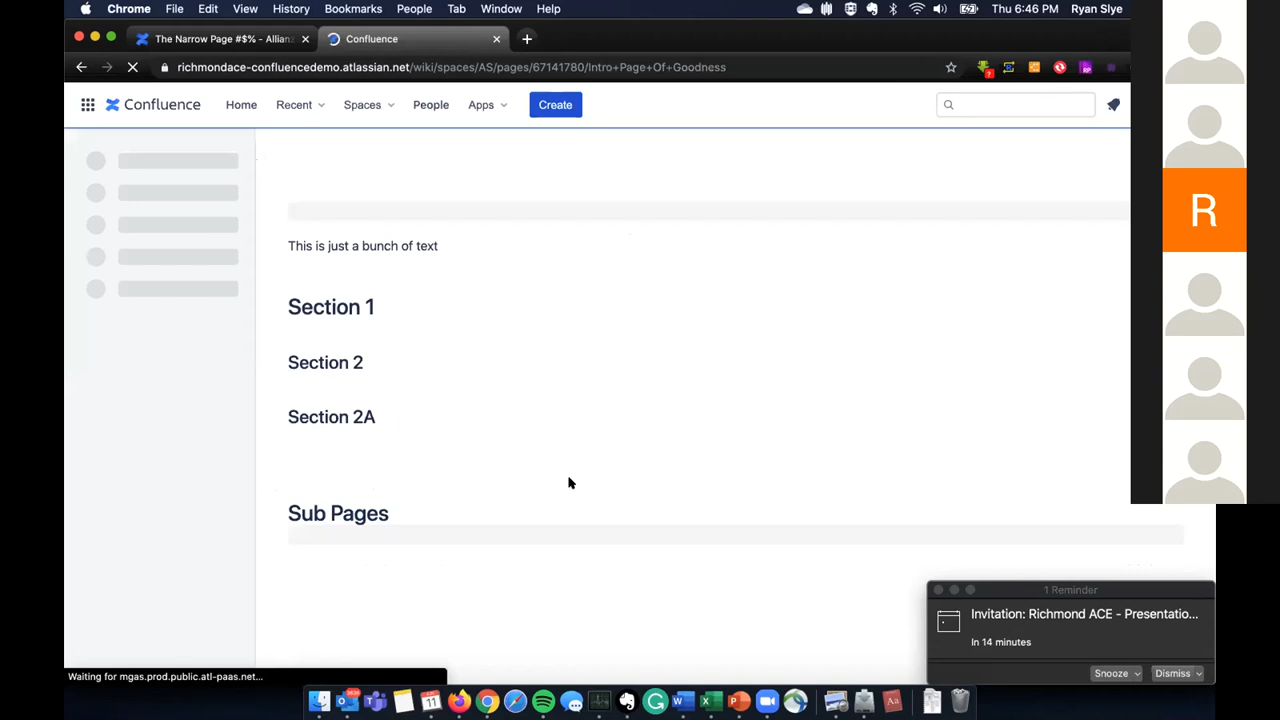 Chrome File Edit View History Bookmarks People Tab Window Help Thu 6:46 PM Ryan Slye
The Narrow Page #$% - Allian
Confluence
richmondace-confluencedemo.atlassian.net/wiki/spaces/AS/pages/67141780/Intro+Page+Of+Goodness
Confluence Home Recent Spaces People Apps Create
R
This is just a bunch of text
Section 1
Section 2
Section 2A
Sub Pages
1 Reminder
Invitation: Richmond ACE - Presentatio...
In 14 minutes
Snooze Dismiss
Waiting for mgas.prod.public.atl-paas.net...